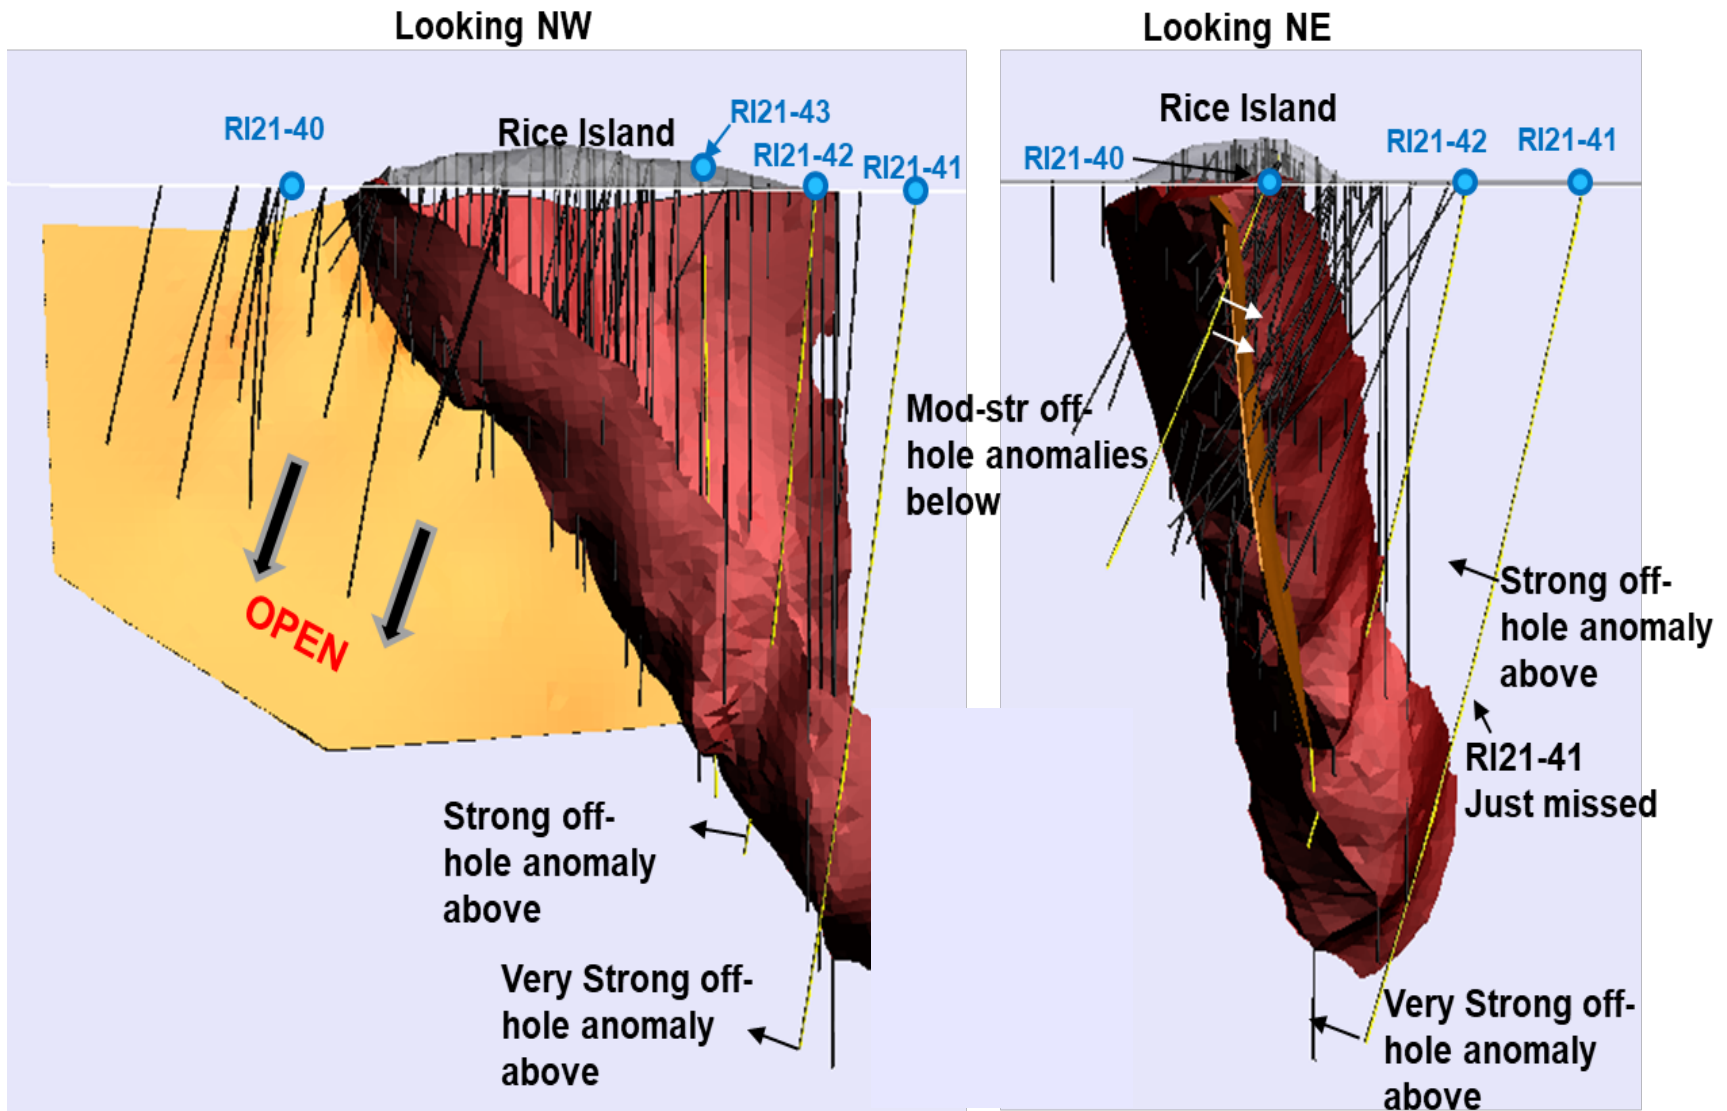 Looking NW
RI21-40
Rice Island
RI21-43
RI21-42
RI21-41
OPEN
Strong off-
hole anomaly
above
Very Strong off-
hole anomaly
above
Looking NE
Rice Island
RI21-40
RI21-42
RI21-41
Mod-str off-
hole anomalies
below
Strong off-
hole anomaly
above
RI21-41
Just missed
Very Strong off-
hole anomaly
above